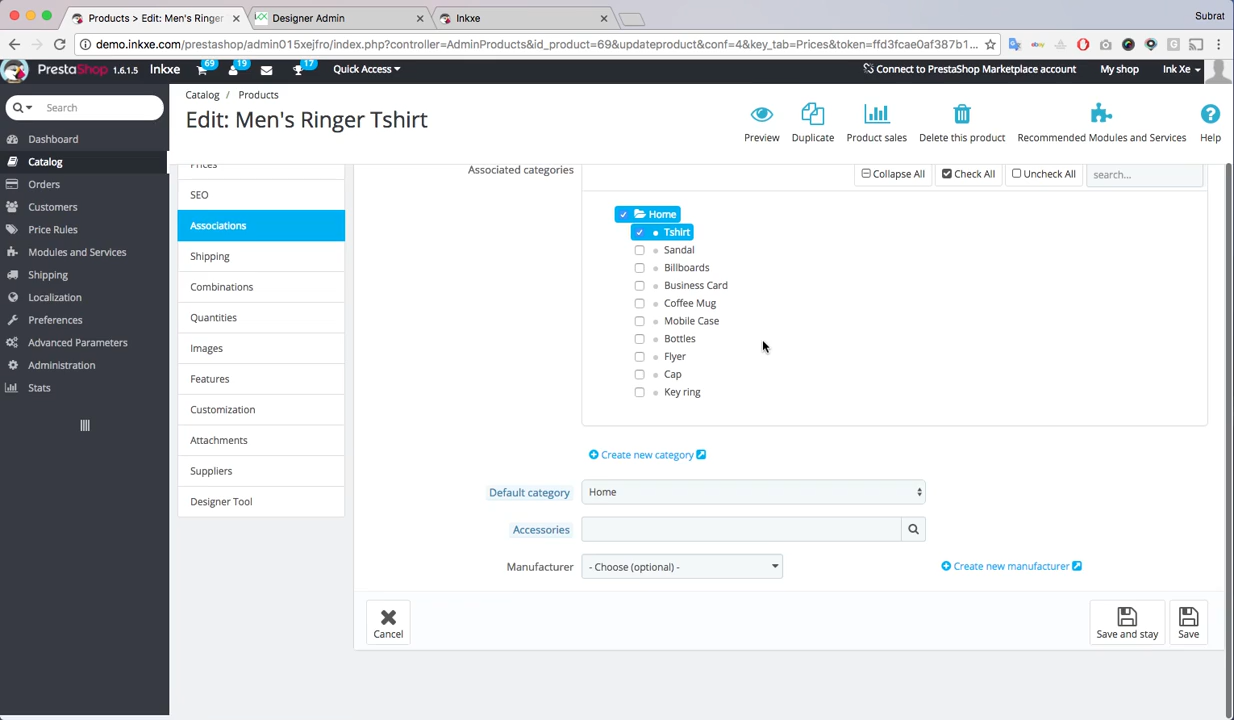 Products > Edit: Men's Ringer
Designer Admin
Inkxe
Subrat
demo.inkxe.com/prestashop/admin015xejfro/index.php?controller=AdminProducts&id_product=69&updateproduct&conf=4&key_tab=Prices&token=ffd3fcae0af387b1...
PrestaShop 1.6.1.5 Inkxe 69 19 17 Quick Access
Connect to PrestaShop Marketplace account My shop Ink Xe
Search
Dashboard
Catalog
Orders
Customers
Price Rules
Modules and Services
Shipping
Localization
Preferences
Advanced Parameters
Administration
Stats
Catalog / Products
Edit: Men's Ringer Tshirt
Preview
Duplicate
Product sales
Delete this product
Recommended Modules and Services
Help
Prices
SEO
Associations
Shipping
Combinations
Quantities
Images
Features
Customization
Attachments
Suppliers
Designer Tool
Associated categories
Collapse All
Check All
Uncheck All
search...
Home
Tshirt
Sandal
Billboards
Business Card
Coffee Mug
Mobile Case
Bottles
Flyer
Cap
Key ring
Create new category
Default category Home
Accessories
Manufacturer - Choose (optional) - Create new manufacturer
Cancel
Save and stay
Save